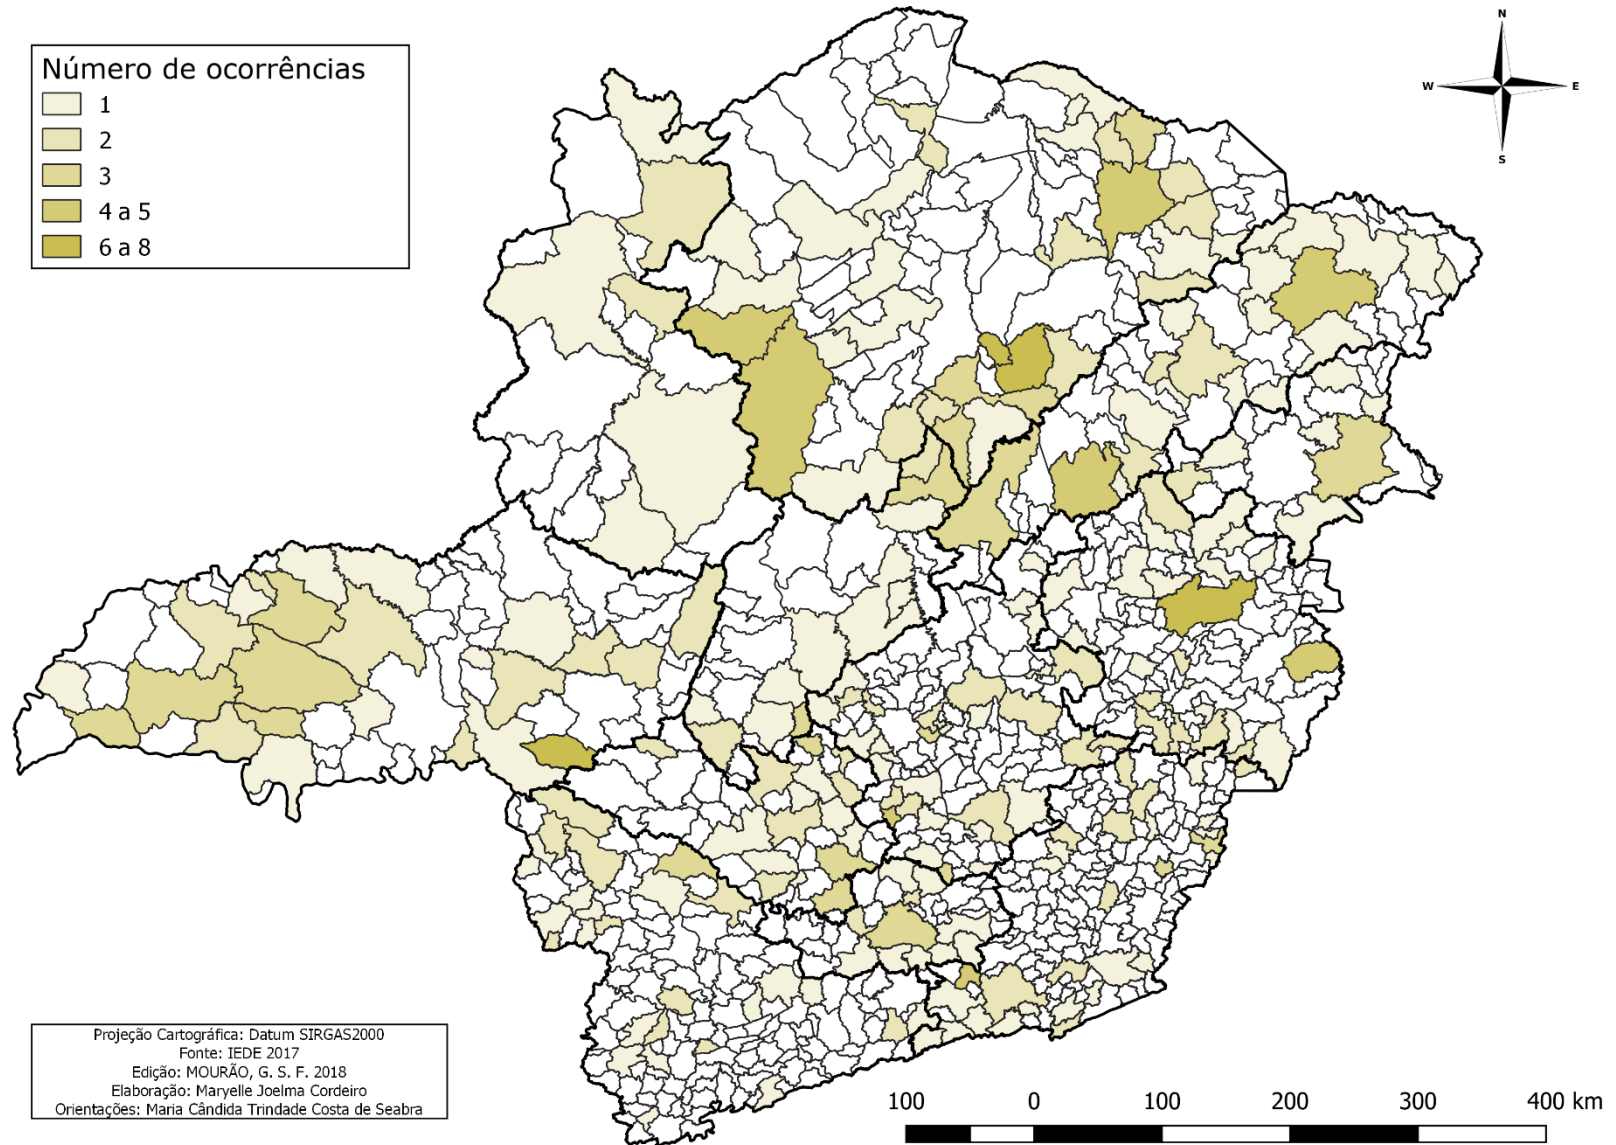 Número de ocorrências
1
2
3
4 a 5
6 a 8
N
W
E
S
Projeção Cartográfica: Datum SIRGAS2000
Fonte: IEDE 2017
Edição: MOURÃO, G. S. F. 2018
Elaboração: Maryelle Joelma Cordeiro
Orientações: Maria Cândida Trindade Costa de Seabra
100 0 100 200 300 400 km